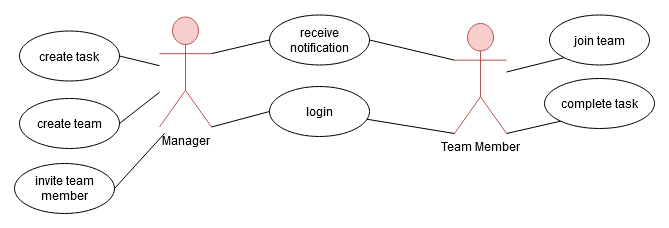 receive
notification
create task
join team
create team
login
complete task
Manager
Team Member
invite team
member